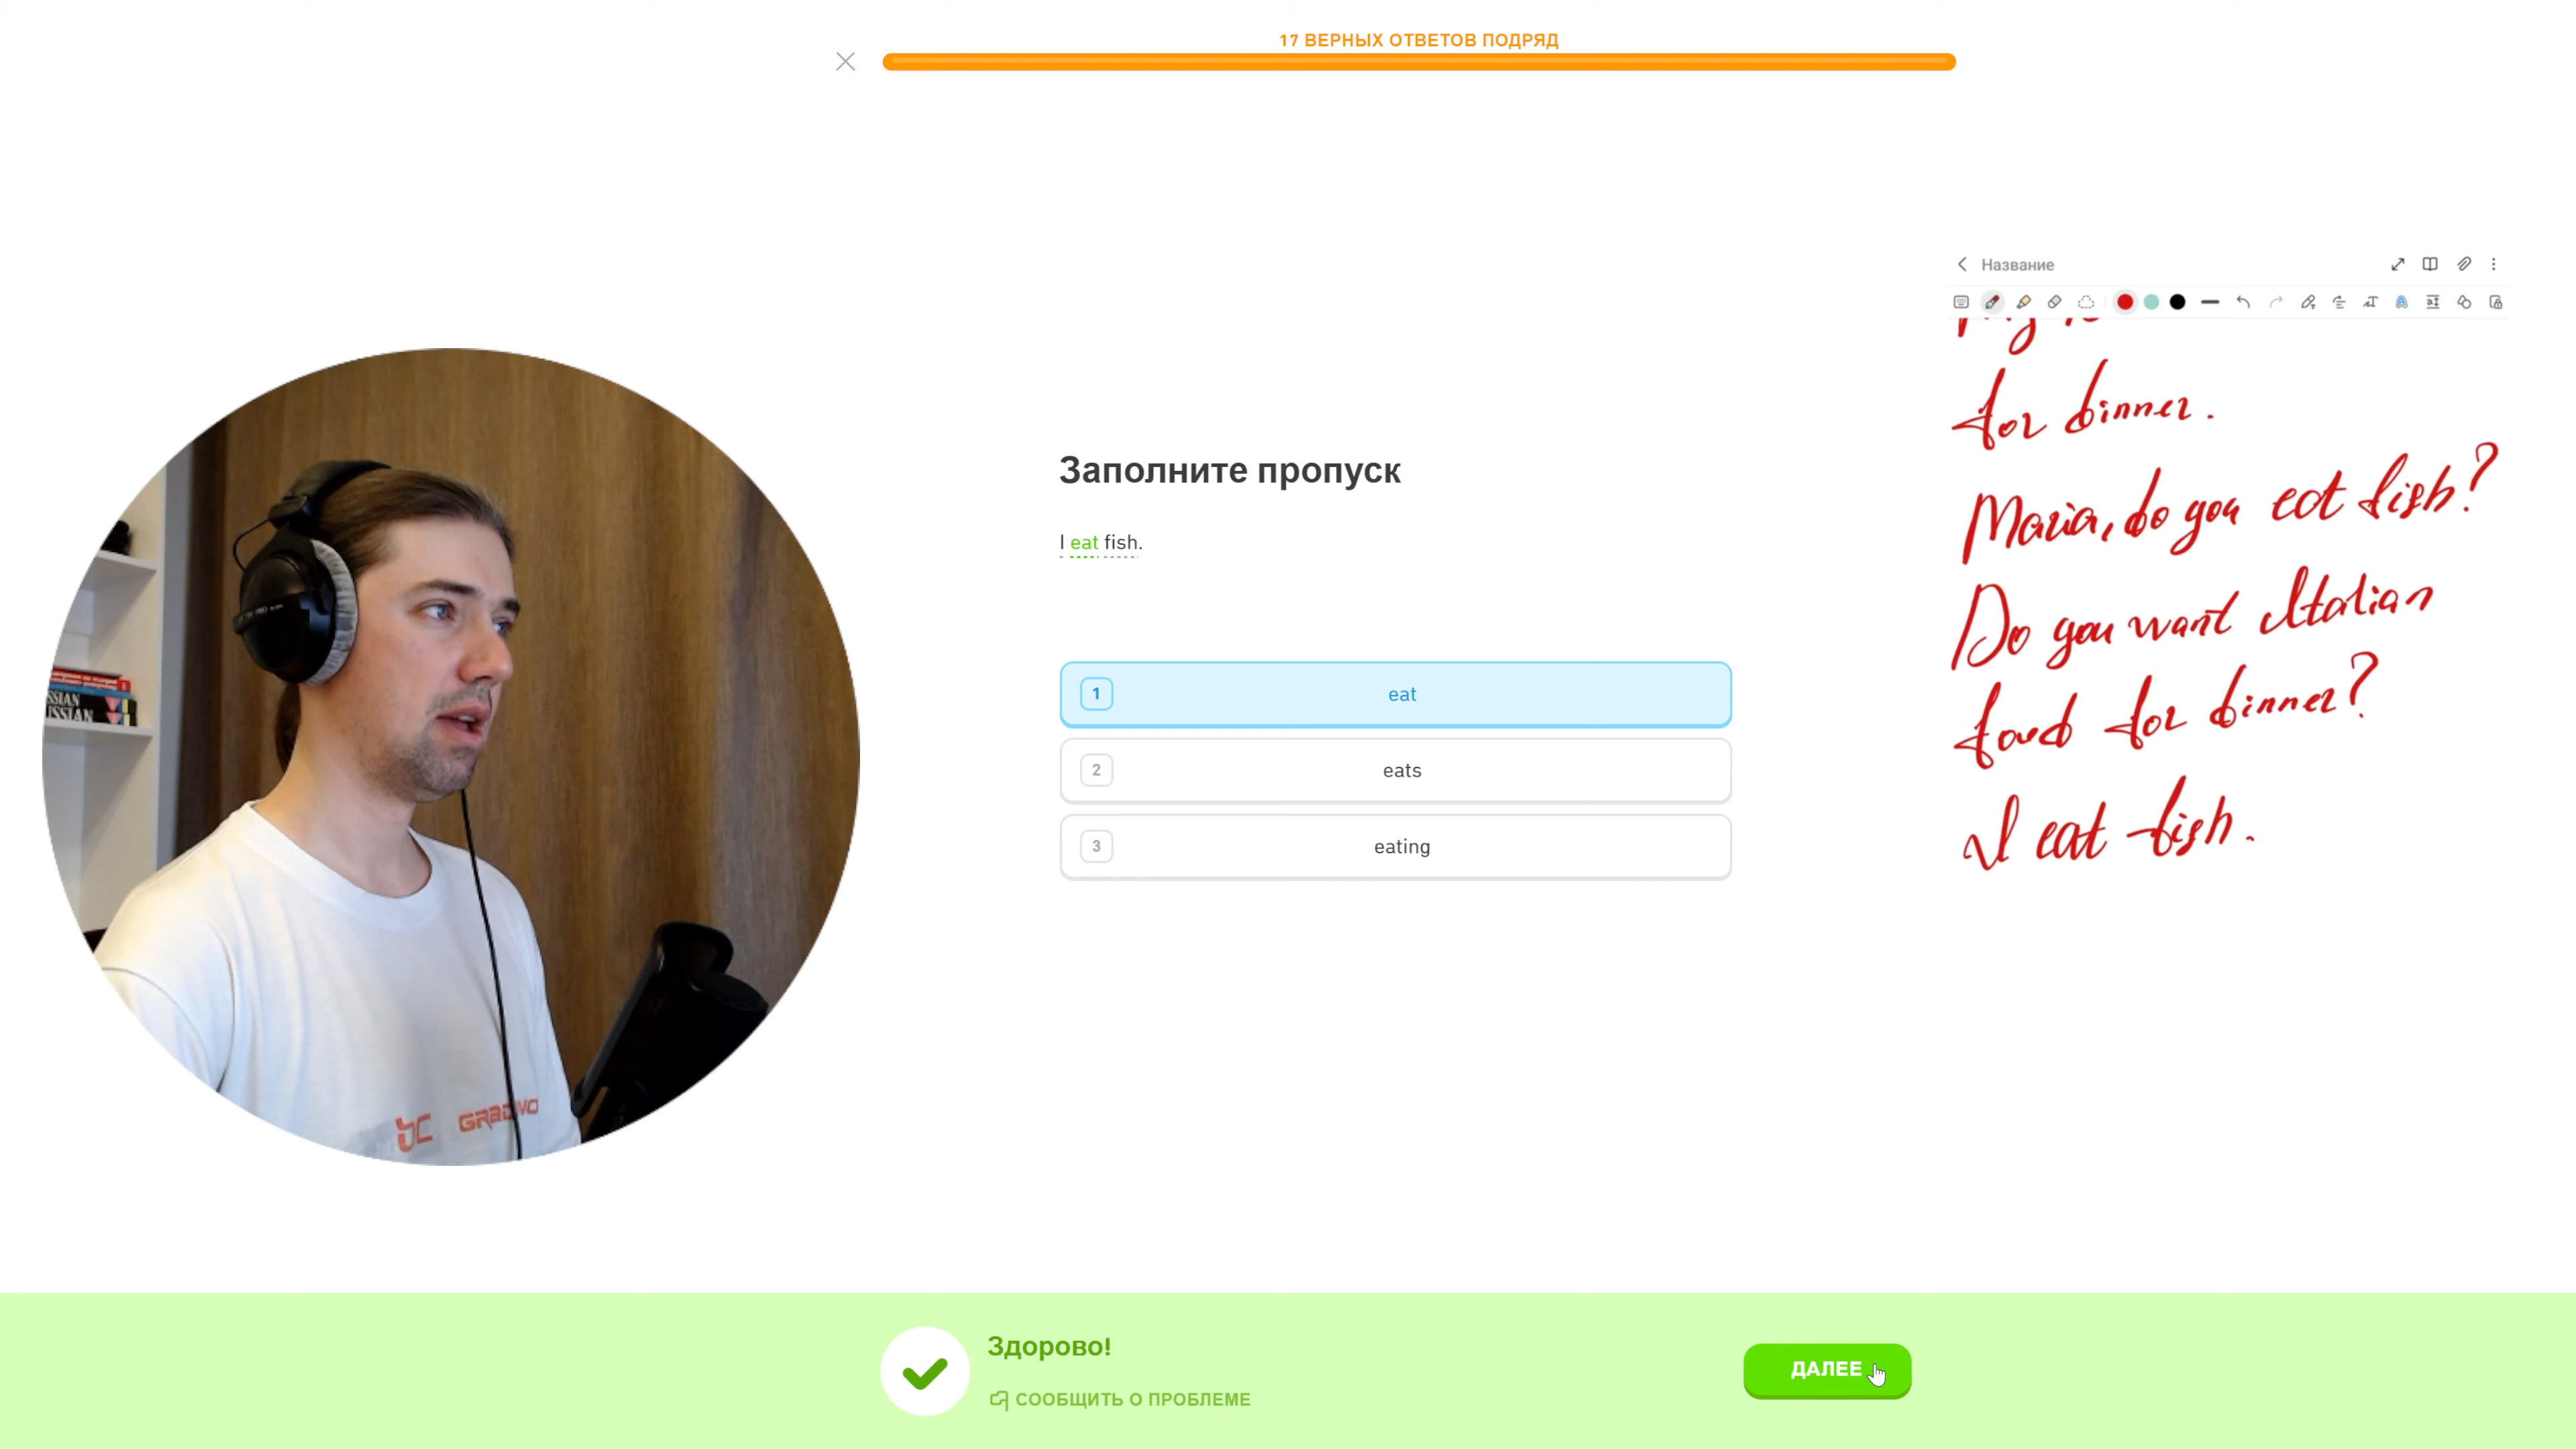 17 ВЕРНЫХ ОТВЕТОВ ПОДРЯД
Название
for dinner.
Maria, do you eat fish?
Do you want Italian
food for dinner?
I eat fish.
Заполните пропуск
I eat fish.
1 eat
2 eats
3 eating
Здорово!
СООБЩИТЬ О ПРОБЛЕМЕ
ДАЛЕЕ